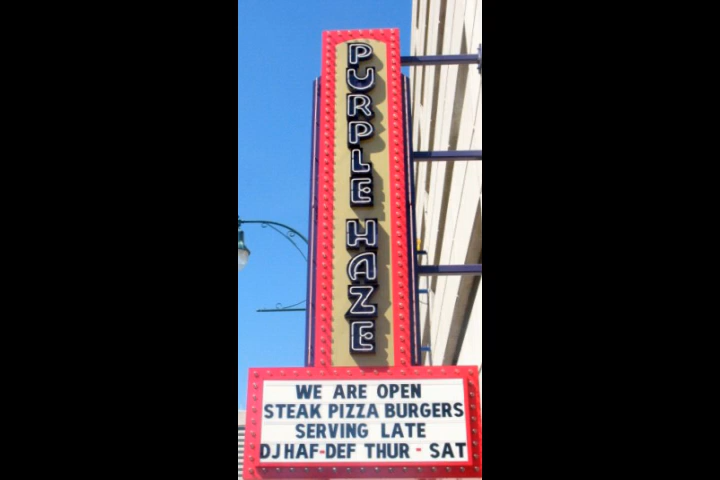 PURPLE HAZE
WE ARE OPEN
STEAK PIZZA BURGERS
SERVING LATE
DJ HAF-DEF THUR - SAT